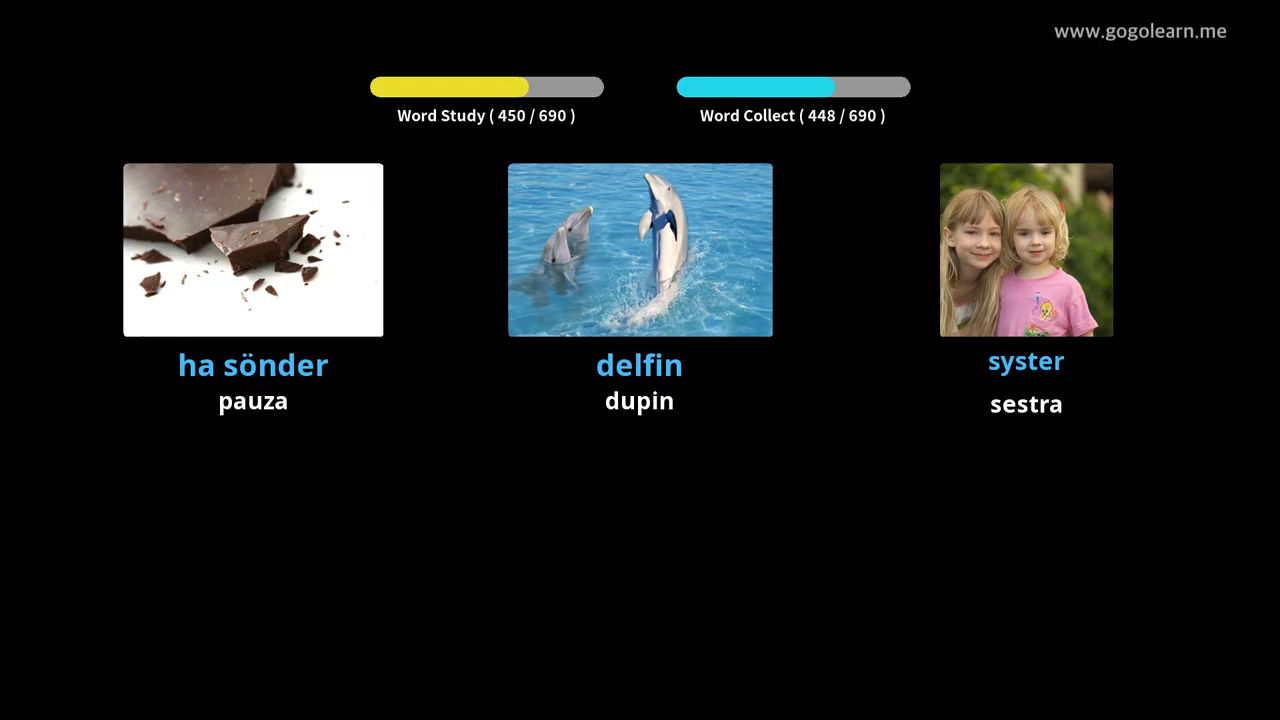 www.gogolearn.me
Word Study ( 450 / 690 )
Word Collect ( 448 / 690 )
ha sönder
pauza
delfin
dupin
syster
sestra